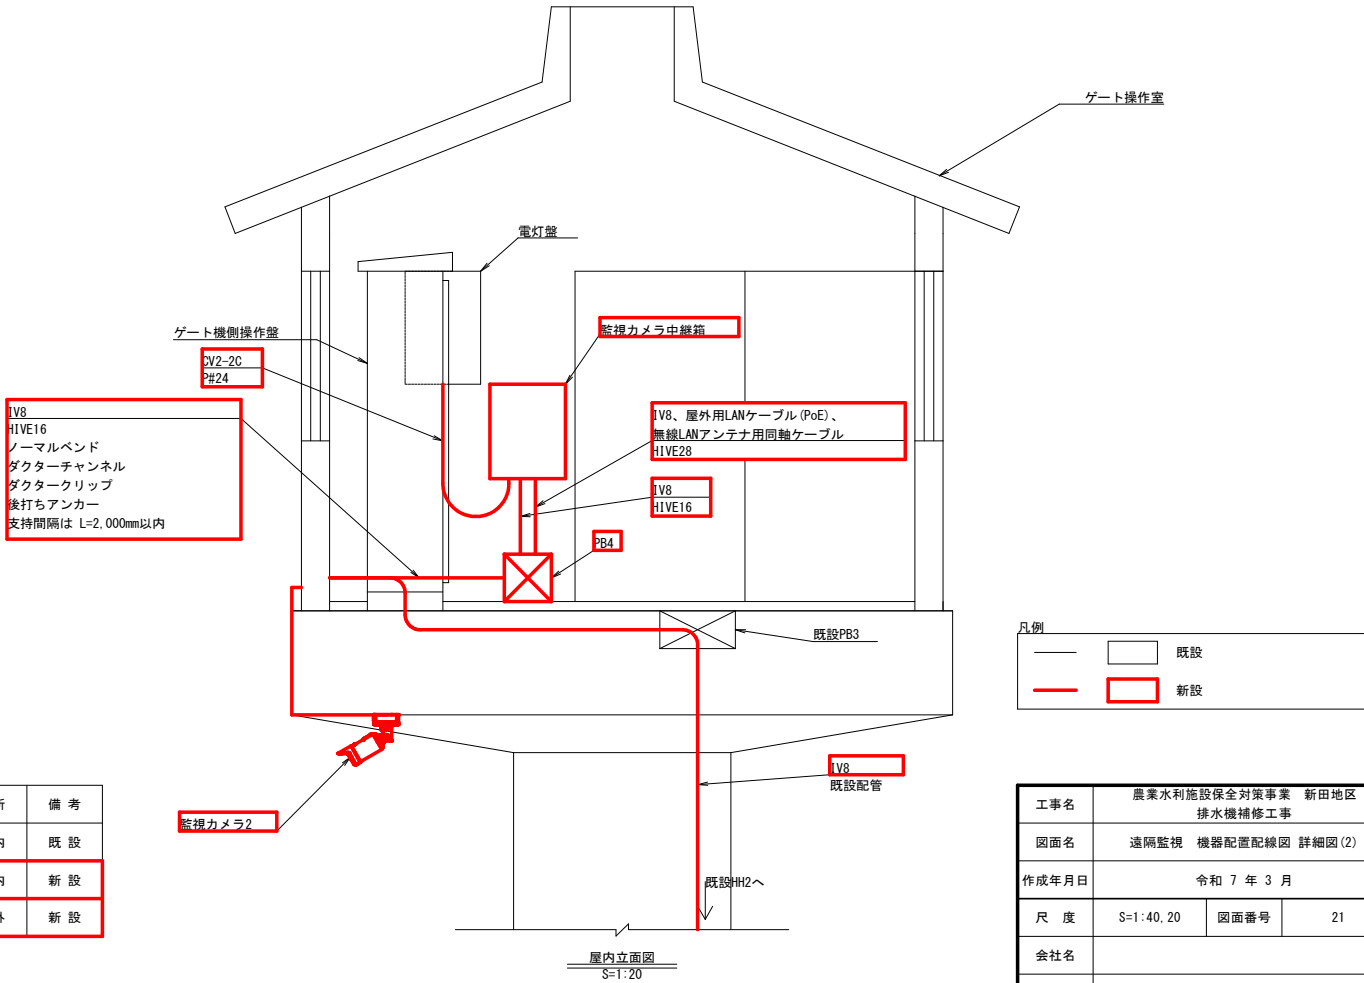 ゲート操作室
電灯盤
ゲート機側操作盤
監視カメラ中継箱
CV2-2C
P#24
IV8
HIVE16
ノーマルベンド
ダクターチャンネル
ダクタークリップ
後打ちアンカー
支持間隔は L=2,000mm以内
IV8、屋外用LANケーブル(PoE)、
無線LANアンテナ用同軸ケーブル
HIVE28
IV8
HIVE16
PB4
既設PB3
凡例
既設
新設
IV8
既設配管
監視カメラ2
既設HH2へ
屋内立面図
S=1:20
備 考
既 設
新 設
新 設
工事名
農業水利施設保全対策事業 新田地区
排水機補修工事
図面名
遠隔監視 機器配置配線図 詳細図(2)
作成年月日
令和 7 年 3 月
尺 度
S=1:40,20
図面番号
21
会社名